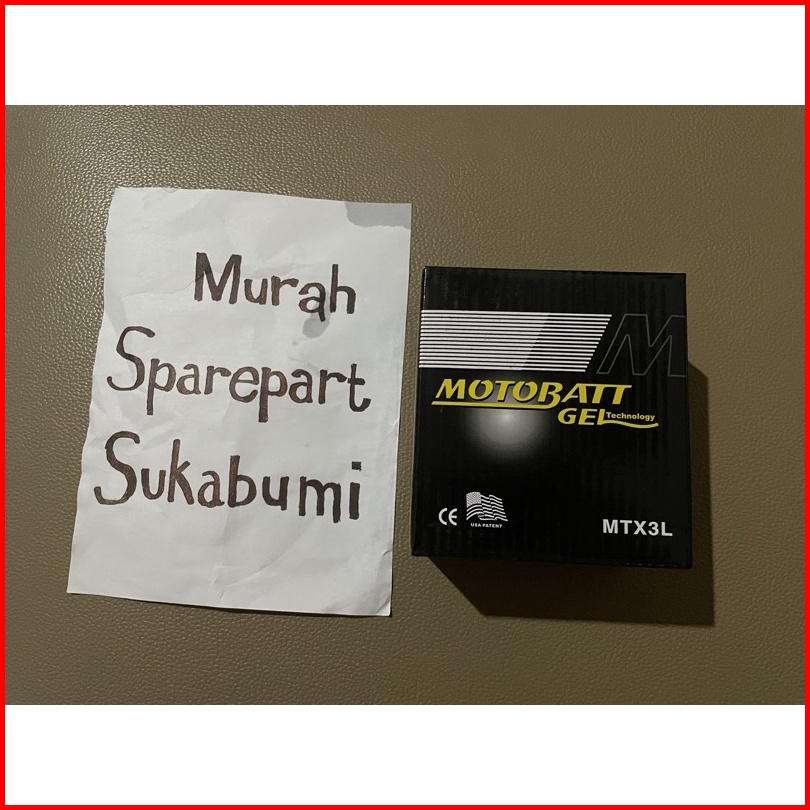 Murah
Sparepart
Sukabumi
M
MOTOBATT
GEL Technology
CE
USA PATENT
MTX3L